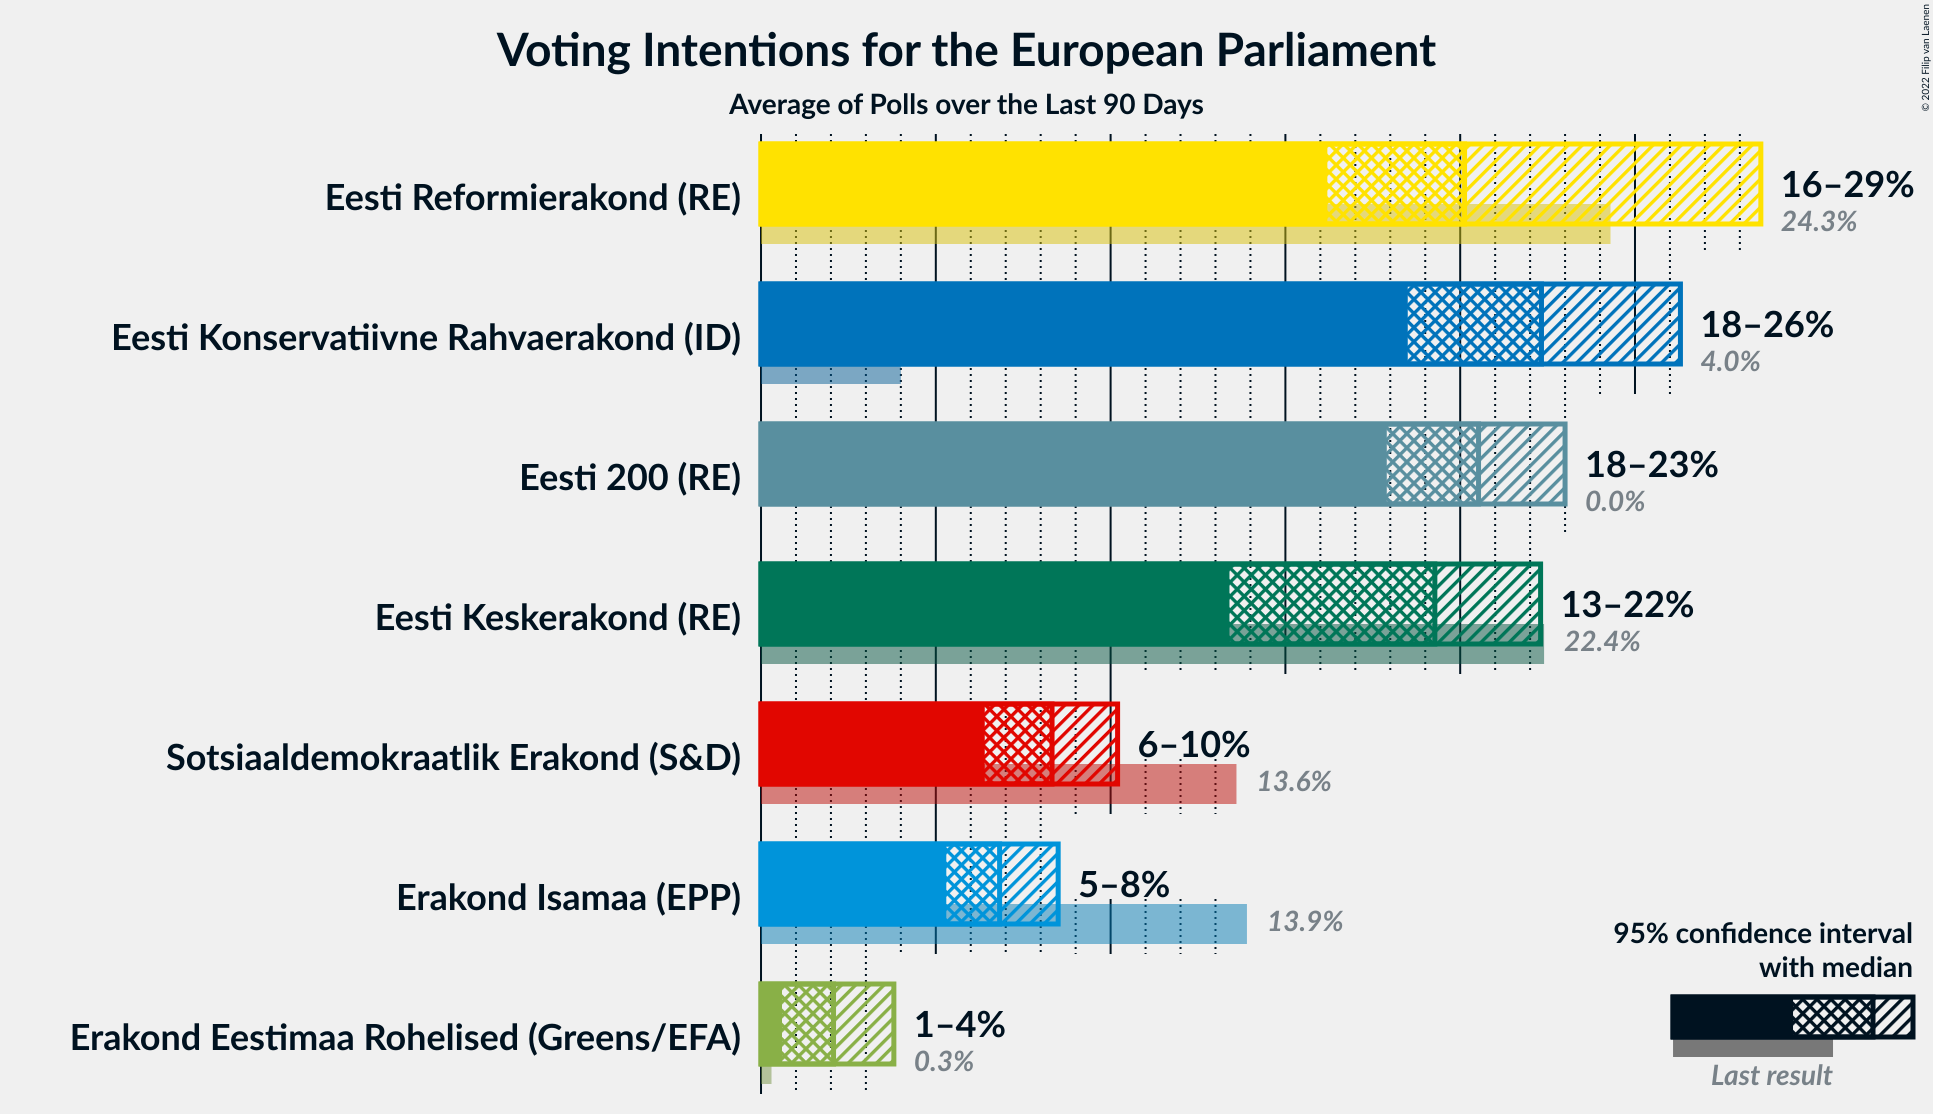 Voting Intentions for the European Parliament
Average of Polls over the Last 90 Days
© 2022 Filip van Laenen
Eesti Reformierakond (RE)
16–29%
24.3%
Eesti Konservatiivne Rahvaerakond (ID)
18–26%
4.0%
Eesti 200 (RE)
18–23%
0.0%
Eesti Keskerakond (RE)
13–22%
22.4%
Sotsiaaldemokraatlik Erakond (S&D)
6–10%
13.6%
Erakond Isamaa (EPP)
5–8%
13.9%
Erakond Eestimaa Rohelised (Greens/EFA)
1–4%
0.3%
95% confidence interval
with median
Last result